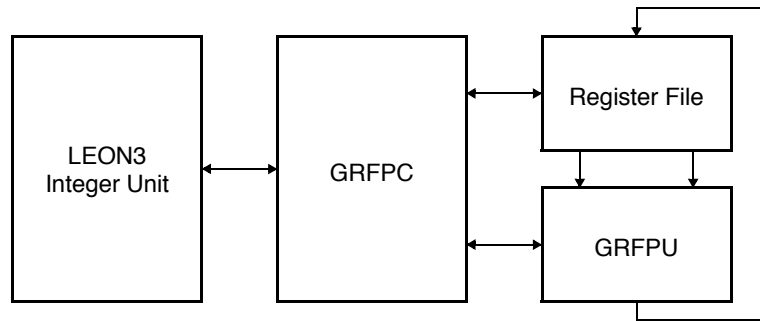 LEON3
Integer Unit
GRFPC
Register File
GRFPU